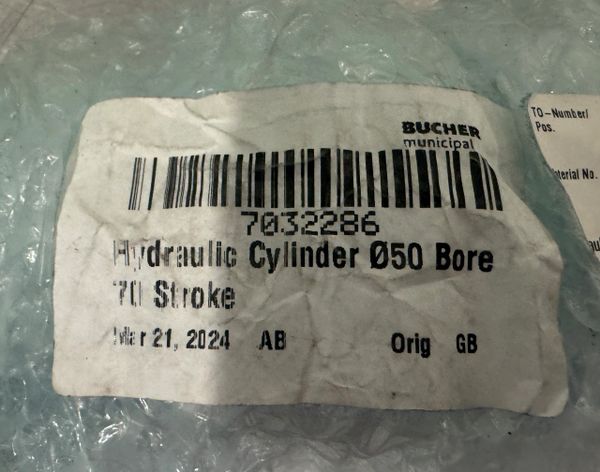 BUCHER
municipal
7032286
Hydraulic Cylinder Ø50 Bore
70 Stroke
Mar 21, 2024 AB Orig GB
TO-Number/
Pos.
terial No.